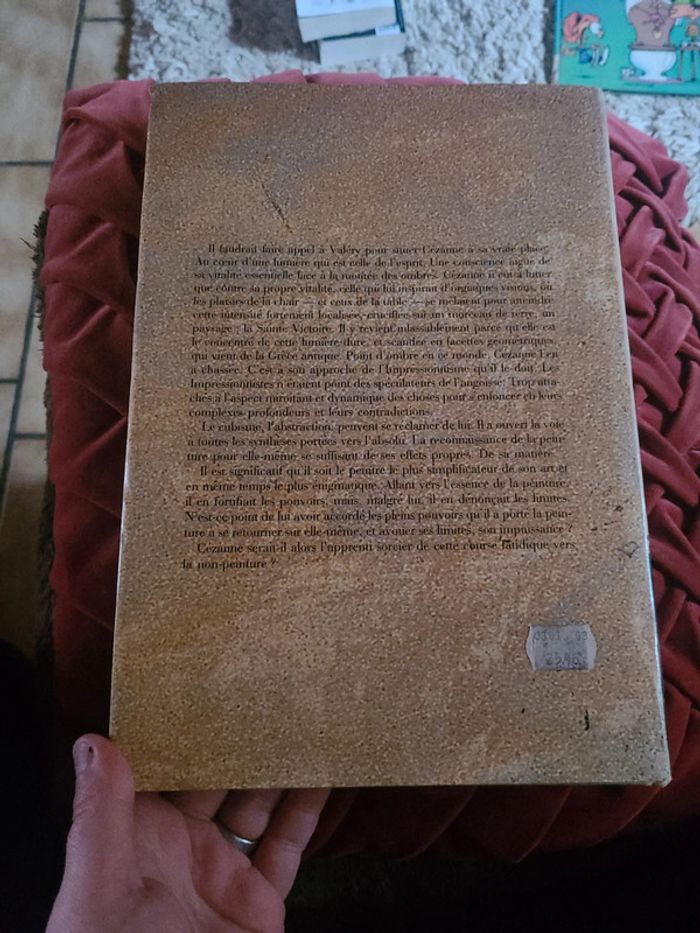 Il faudrait faire appel à Valéry pour situer Cézanne à sa vraie place.
Au cœur d'une lumière qui est celle de l'esprit. Une conscience aiguë de
sa vitalité essentielle face à la montée des ombres. Cézanne n'eut à lutter
que contre sa propre vitalité, celle qui lui inspirait d'orgiaques visions, où
les plaisirs de la chair — et ceux de la table — se mêlaient pour atteindre
cette intensité fortement localisée, crucifiée sur un morceau de terre, un
paysage ; la Sainte Victoire. Il y revient inlassablement parce qu'elle est
le concentré de cette lumière dure, et scandée en facettes géométriques,
qui vient de la Grèce antique. Point d'ombre en ce monde. Cézanne l'en
a chassée. C'est à son approche de l'Impressionnisme qu'il le doit. Les
Impressionnistes n'étaient point des spéculateurs de l'angoisse. Trop atta-
chés à l'aspect miroitant et dynamique des choses pour s'enfoncer en leurs
complexes profondeurs et leurs contradictions.
Le cubisme, l'abstraction, peuvent se réclamer de lui. Il a ouvert la voie
à toutes les synthèses portées vers l'absolu. La reconnaissance de la pein-
ture pour elle-même se suffisant de ses effets propres. De sa matière.
Il est significatif qu'il soit le peintre le plus simplificateur de son art et
en même temps le plus énigmatique. Allant vers l'essence de la peinture,
il en fortifiait les pouvoirs, mais, malgré lui, il en dénonçait les limites.
N'est-ce point de lui avoir accordé les pleins pouvoirs qu'il a porté la pein-
ture à se retourner sur elle-même, et avouer ses limites, son impuissance ?
Cézanne serait-il alors l'apprenti sorcier de cette course fatidique vers
la non-peinture ?